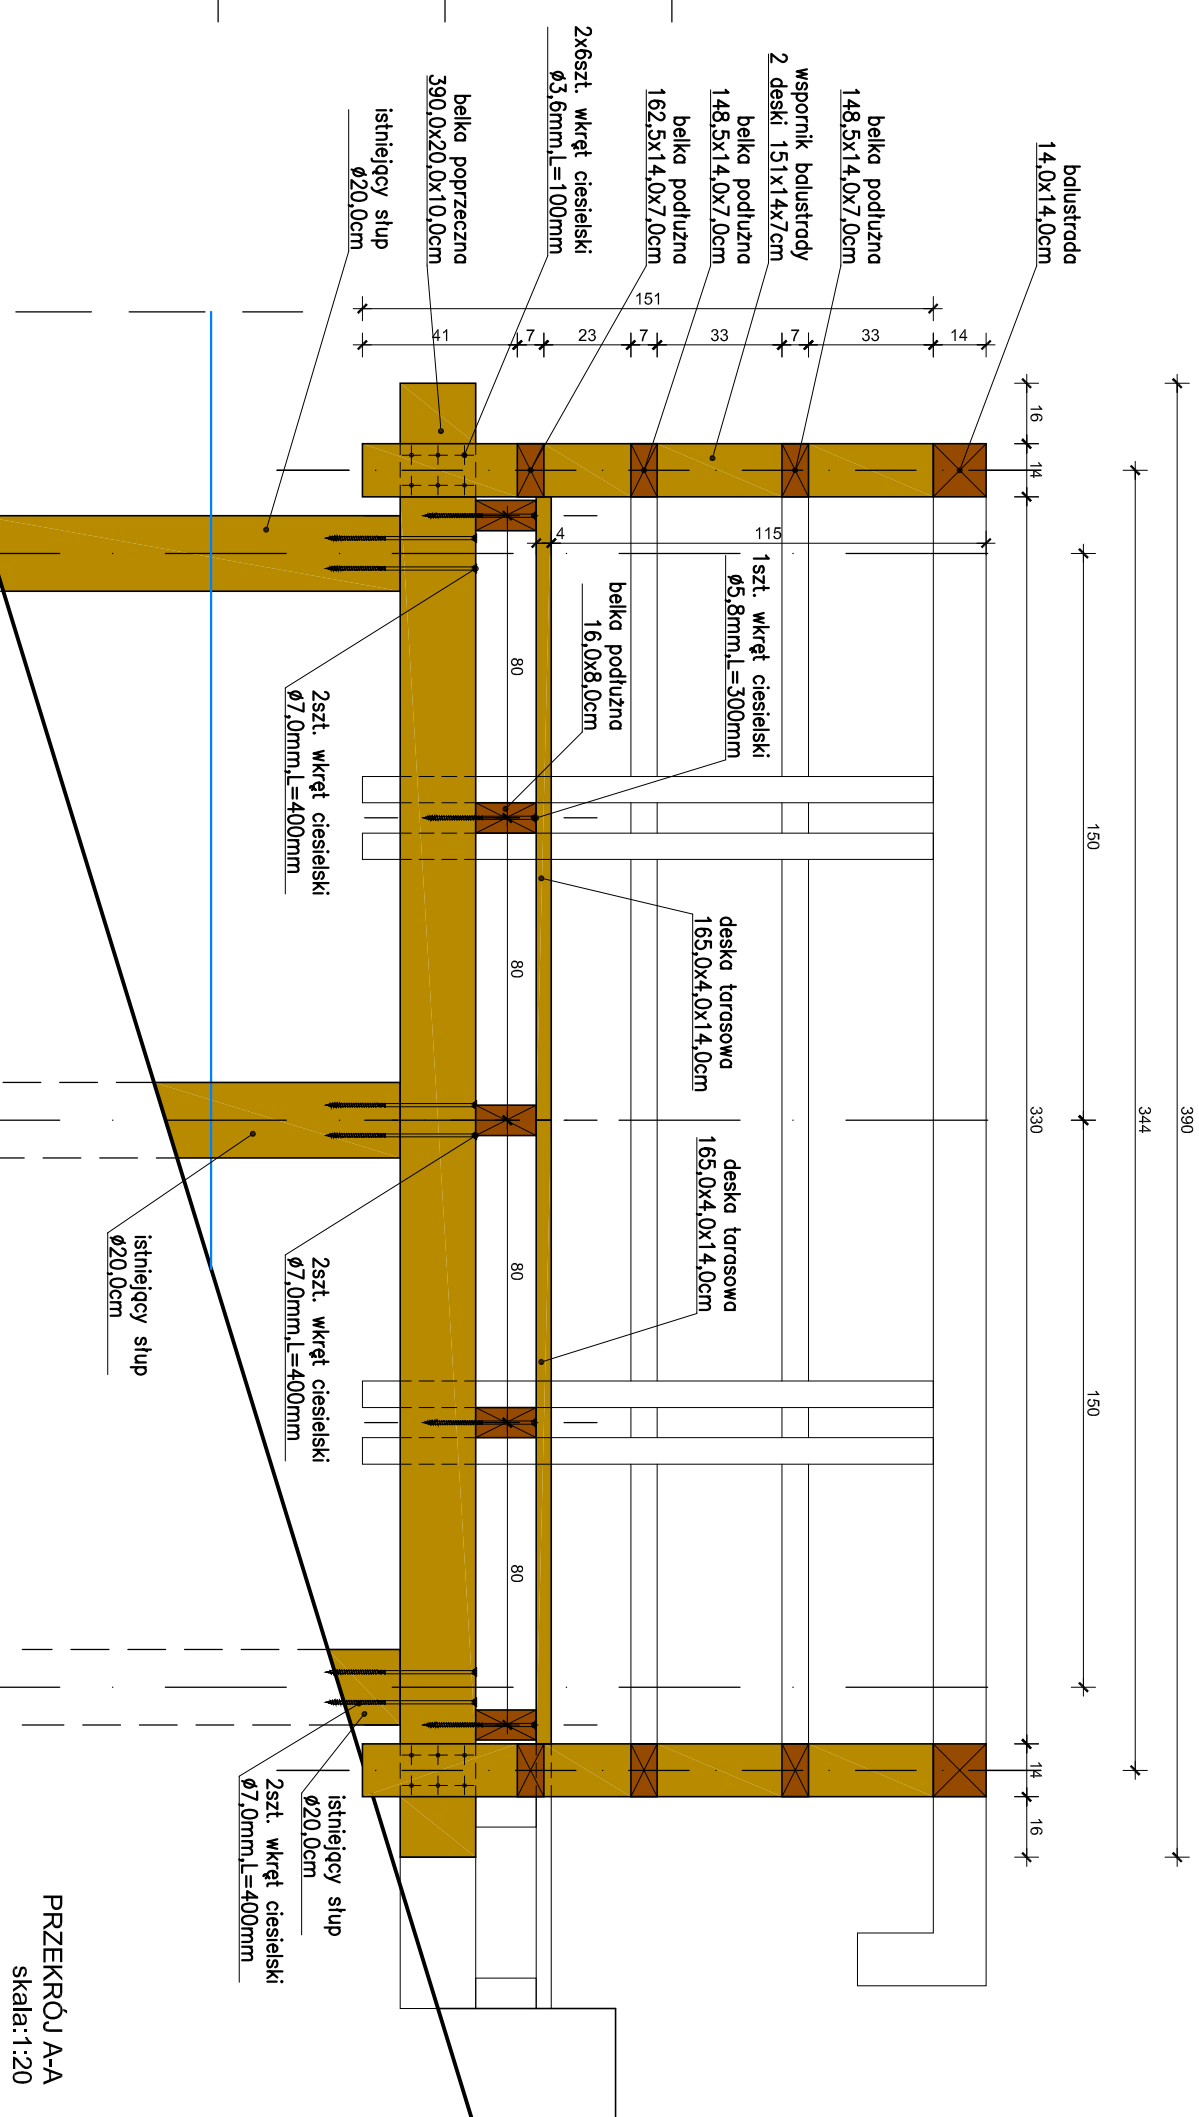 balustrada
14,0x14,0cm
belka podłużna
148,5x14,0x7,0cm
wspornik balustrady
2 deski 151x14x7cm
belka podłużna
148,5x14,0x7,0cm
belka podłużna
162,5x14,0x7,0cm
2x6szt. wkręt ciesielski
ø3,6mm,L=100mm
belka poprzeczna
390,0x20,0x10,0cm
istniejący słup
ø20,0cm
151
41
7
23
7
33
7
33
14
16
14
390
344
330
150
150
14
16
4
115
1szt. wkręt ciesielski
ø5,8mm,L=300mm
belka podłużna
16,0x8,0cm
80
80
80
80
2szt. wkręt ciesielski
ø7,0mm,L=400mm
deska tarasowa
165,0x4,0x14,0cm
deska tarasowa
165,0x4,0x14,0cm
2szt. wkręt ciesielski
ø7,0mm,L=400mm
istniejący słup
ø20,0cm
istniejący słup
ø20,0cm
2szt. wkręt ciesielski
ø7,0mm,L=400mm
PRZEKRÓJ A-A
skala:1:20